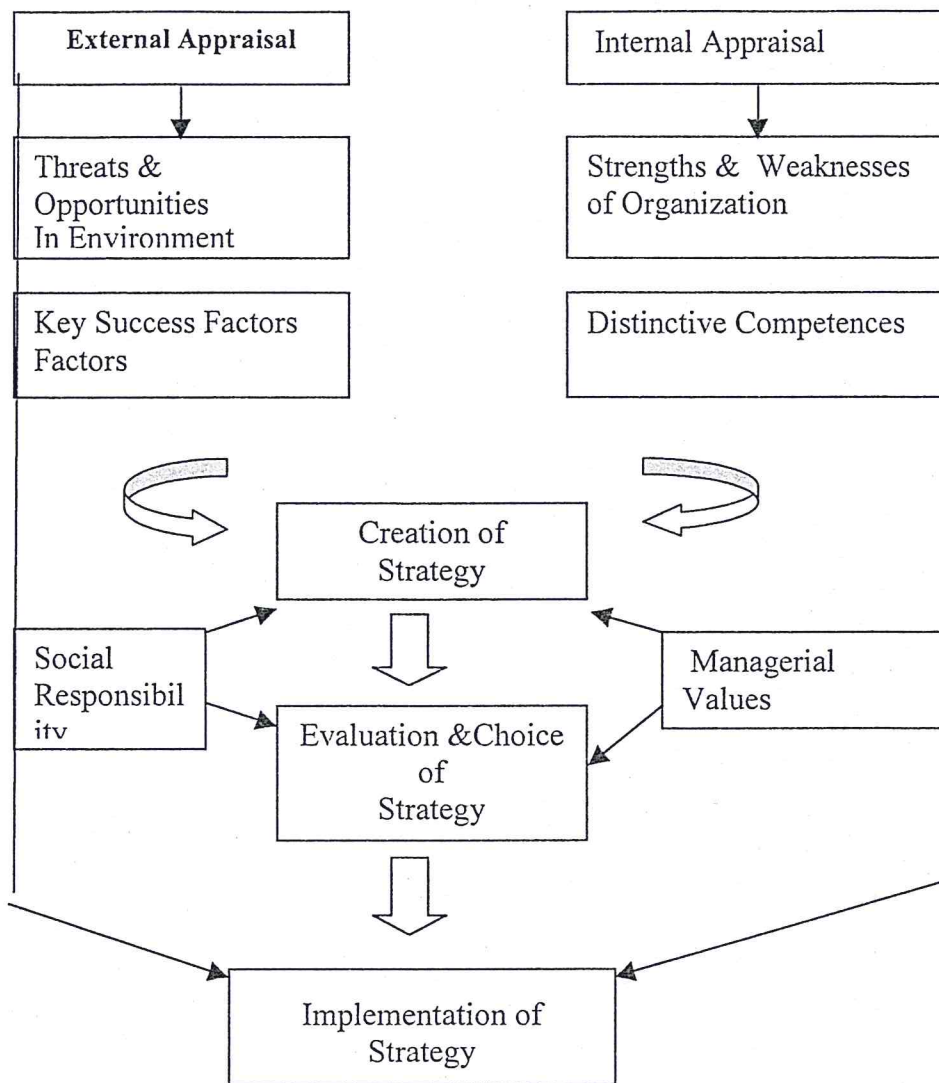 External Appraisal
Internal Appraisal
Threats &
Opportunities
In Environment
Strengths & Weaknesses
of Organization
Key Success Factors
Factors
Distinctive Competences
Creation of
Strategy
Social
Responsibil
ity
Managerial
Values
Evaluation &Choice
of
Strategy
Implementation of
Strategy